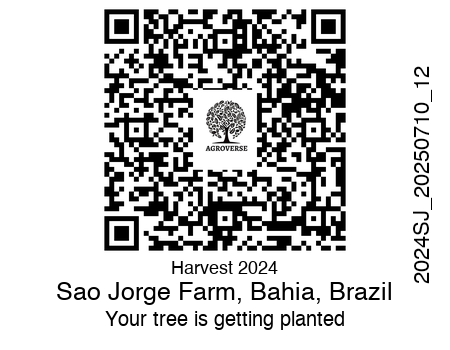 AGROVERSE
Harvest 2024
Sao Jorge Farm, Bahia, Brazil
Your tree is getting planted
2024SJ_20250710_12